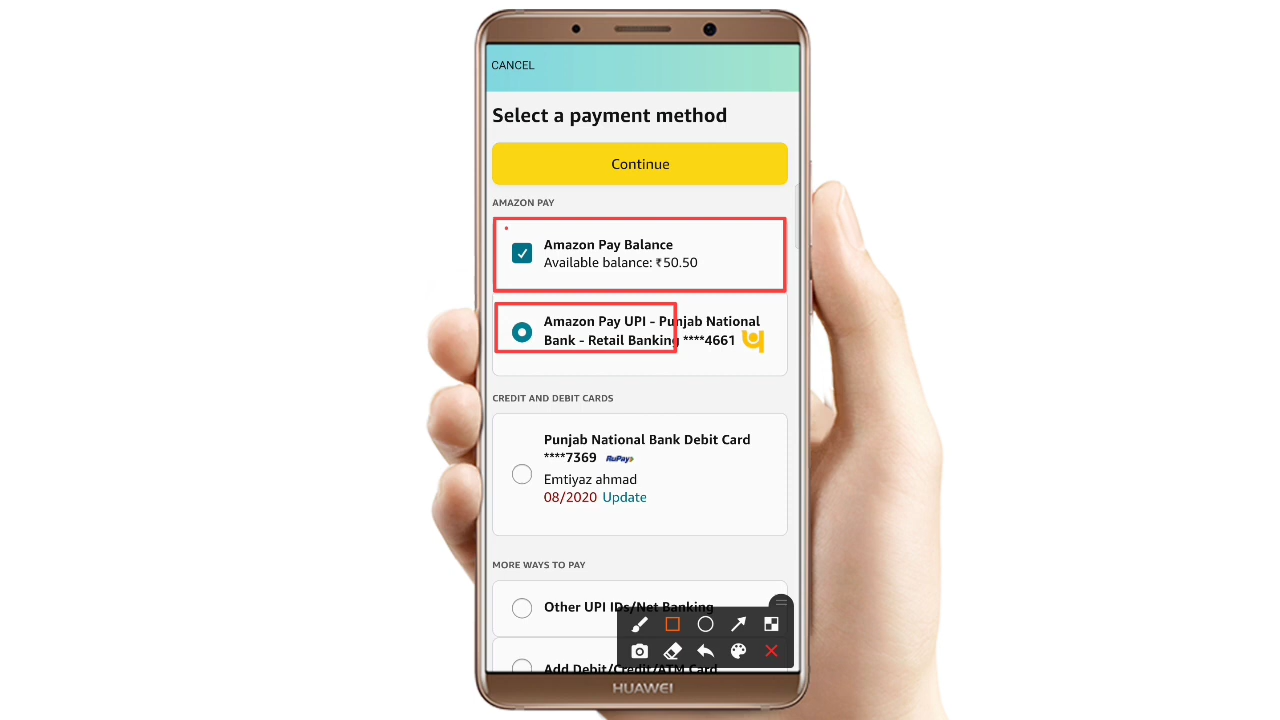 CANCEL
Select a payment method
Continue
AMAZON PAY
Amazon Pay Balance
Available balance: ₹50.50
Amazon Pay UPI - Punjab National
Bank - Retail Banking ****4661
CREDIT AND DEBIT CARDS
Punjab National Bank Debit Card
****7369 RuPay
Emtiyaz ahmad
08/2020 Update
MORE WAYS TO PAY
Other UPI IDs/Net Banking
Add Debit/Credit/ATM Card
HUAWEI